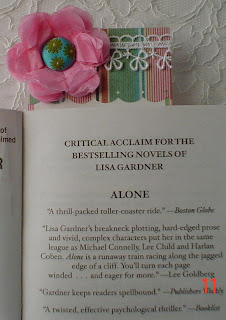 of
CRITICAL ACCLAIM FOR THE
BESTSELLING NOVELS OF
LISA GARDNER
ALONE
"A thrill-packed roller-coaster ride." —Boston Globe
"Lisa Gardner's breakneck plotting, hard-edged prose
and vivid, complex characters put her in the same
league as Michael Connelly, Lee Child and Harlan
Coben. Alone is a runaway train racing along the jagged
edge of a cliff. You'll turn each page
winded . . . and eager for more." —Lee Goldberg
"Gardner keeps readers spellbound." —Publishers Weekly
"A twisted, effective psychological thriller." —Booklist